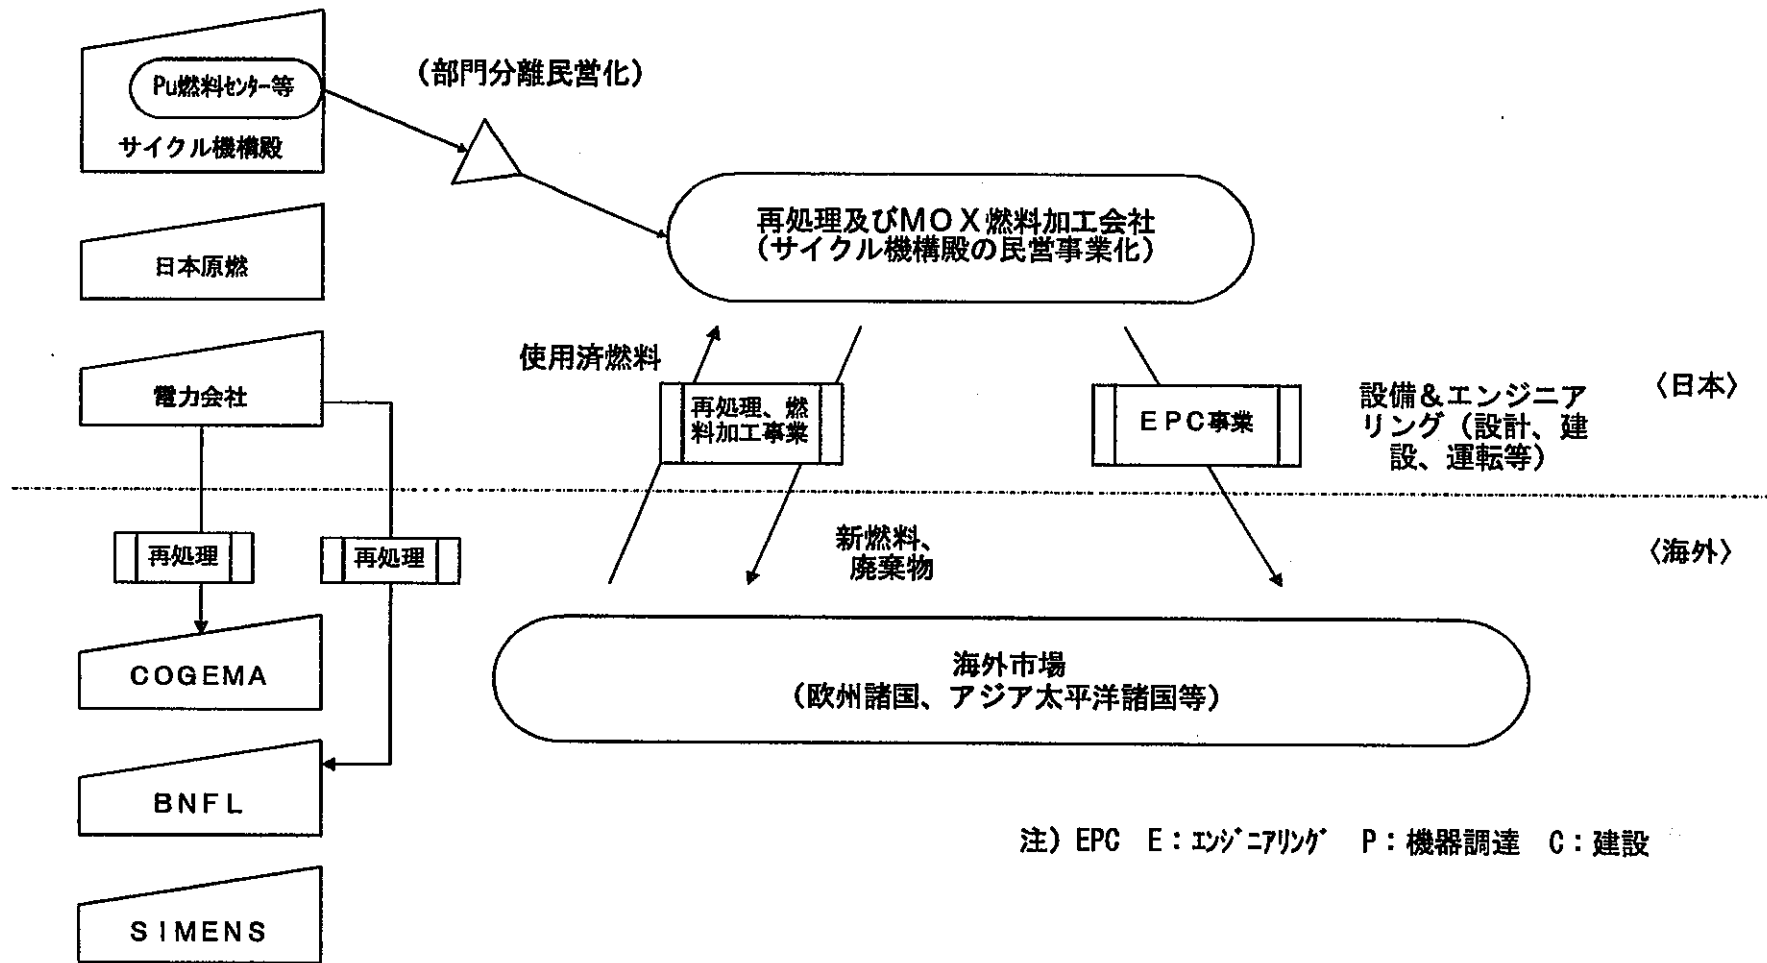 Pu燃料ｾﾝﾀｰ等
サイクル機構殿
（部門分離民営化）
日本原燃
再処理及びＭＯＸ燃料加工会社
（サイクル機構殿の民営事業化）
電力会社
使用済燃料
再処理、燃
料加工事業
ＥＰＣ事業
設備＆エンジニア
リング（設計、建
設、運転等）
〈日本〉
再処理
再処理
新燃料、
廃棄物
〈海外〉
ＣＯＧＥＭＡ
海外市場
（欧州諸国、アジア太平洋諸国等）
ＢＮＦＬ
注）EPC　E：ｴﾝｼﾞﾆｱﾘﾝｸﾞ　P：機器調達　C：建設
ＳＩＭＥＮＳ